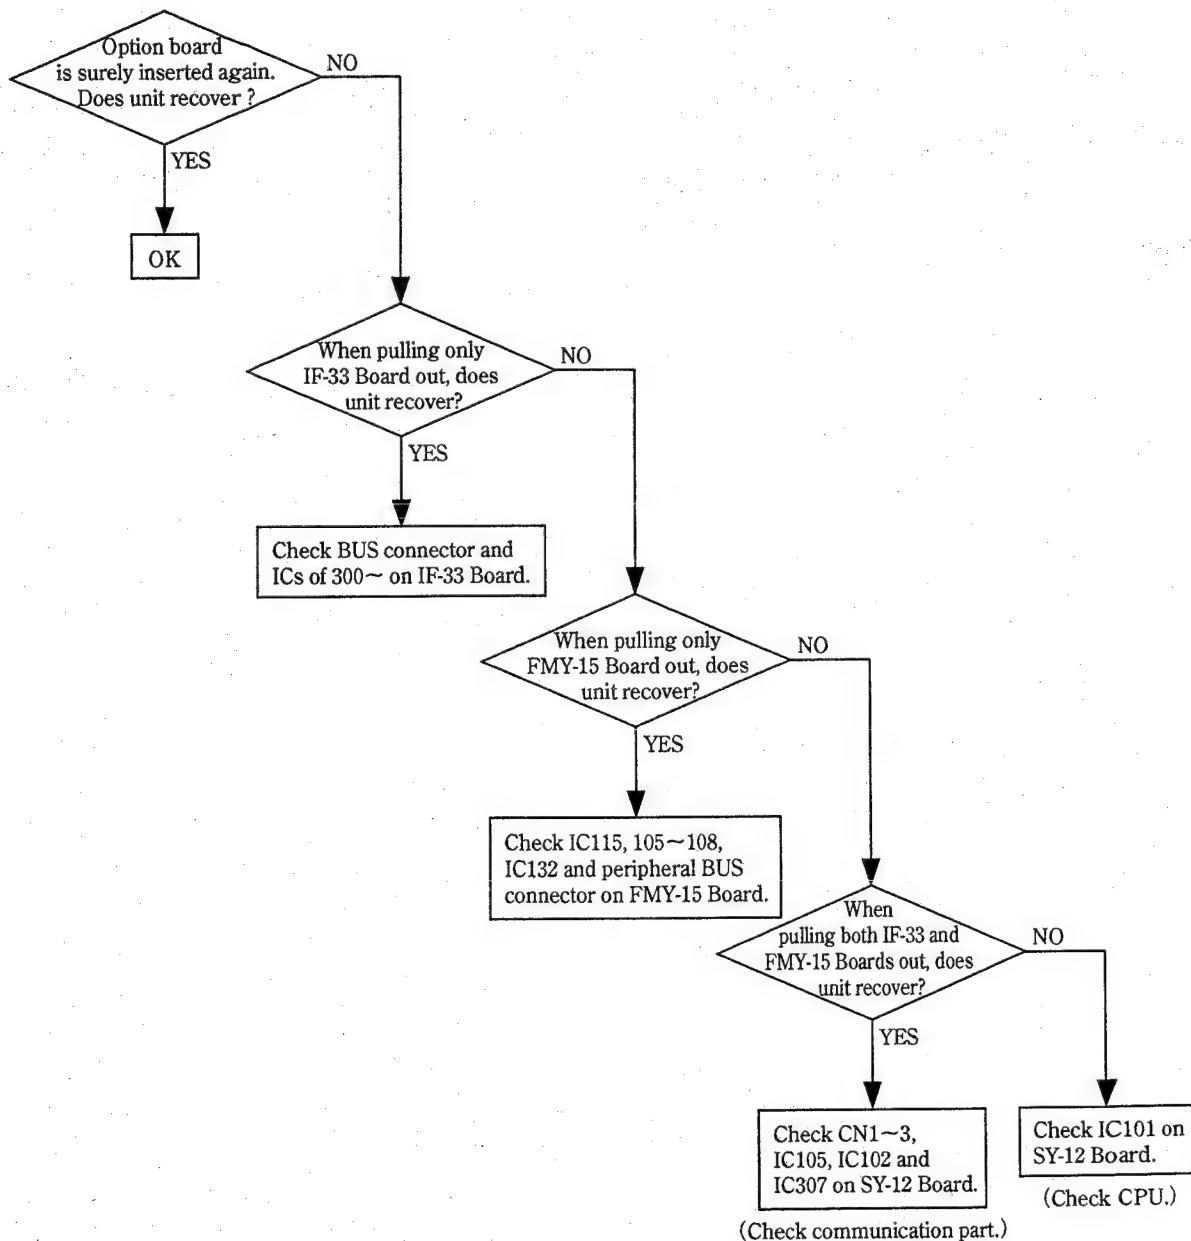 Option board
is surely inserted again.
Does unit recover ?
NO
YES
OK
When pulling only
IF-33 Board out, does
unit recover?
NO
YES
Check BUS connector and
ICs of 300~ on IF-33 Board.
When pulling only
FMY-15 Board out, does
unit recover?
NO
YES
Check IC115, 105~108,
IC132 and peripheral BUS
connector on FMY-15 Board.
When
pulling both IF-33 and
FMY-15 Boards out, does
unit recover?
NO
YES
Check CN1~3,
IC105, IC102 and
IC307 on SY-12 Board.
(Check communication part.)
Check IC101 on
SY-12 Board.
(Check CPU.)